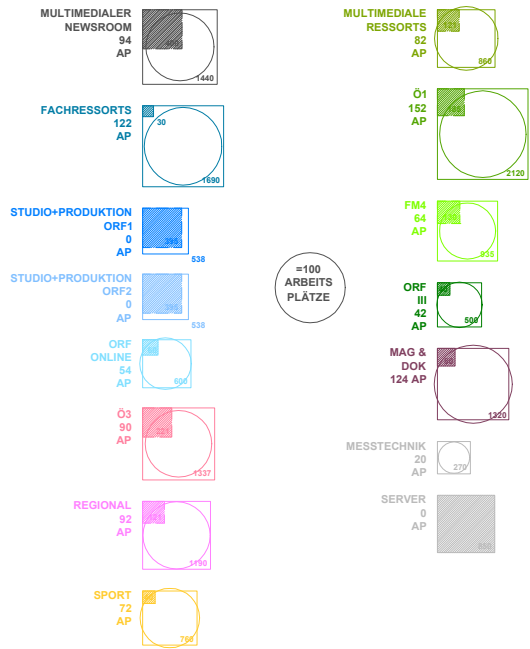 MULTIMEDIALER
NEWSROOM
94
AP
1440
FACHRESSORTS
122
AP
30
1690
STUDIO+PRODUKTION
ORF1
0
AP
538
STUDIO+PRODUKTION
ORF2
0
AP
538
ORF
ONLINE
54
AP
600
Ö3
90
AP
1337
REGIONAL
92
AP
1190
SPORT
72
AP
750
=100
ARBEITS
PLÄTZE
MULTIMEDIALE
RESSORTS
82
AP
860
Ö1
152
AP
2120
FM4
64
AP
935
ORF
III
42
AP
500
MAG &
DOK
124 AP
1320
MESSTECHNIK
20
AP
270
SERVER
0
AP